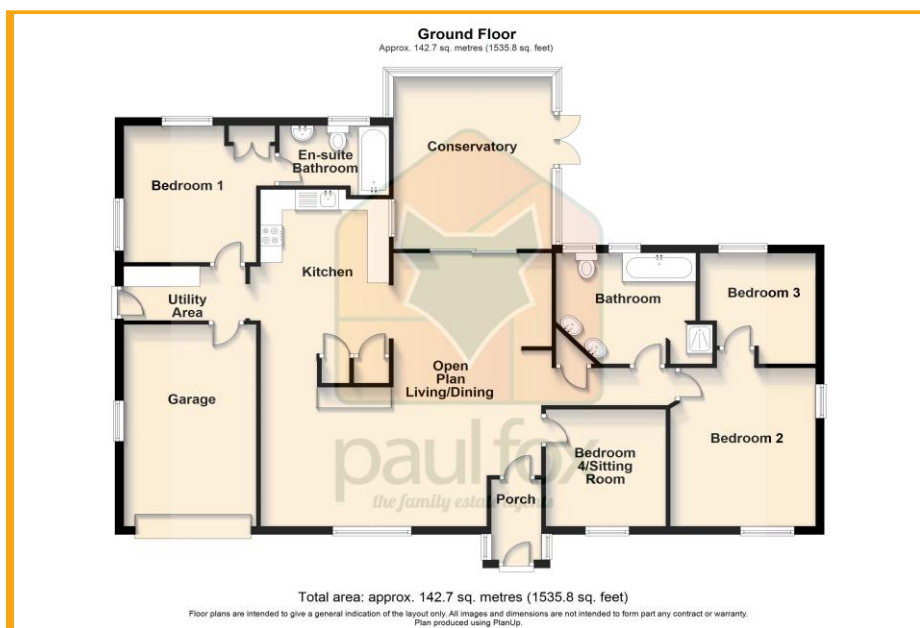 Ground Floor
Approx. 142.7 sq. metres (1535.8 sq. feet)
Conservatory
En-suite
Bathroom
Bedroom 1
Kitchen
Utility
Area
Bathroom
Bedroom 3
Open
Plan
Living/Dining
Garage
Bedroom 2
Bedroom
4/Sitting
Room
Porch
paul fox
the family estate agents
Total area: approx. 142.7 sq. metres (1535.8 sq. feet)
Floor plans are intended to give a general indication of the layout only. All images and dimensions are not intended to form part any contract or warranty.
Plan produced using PlanUp.